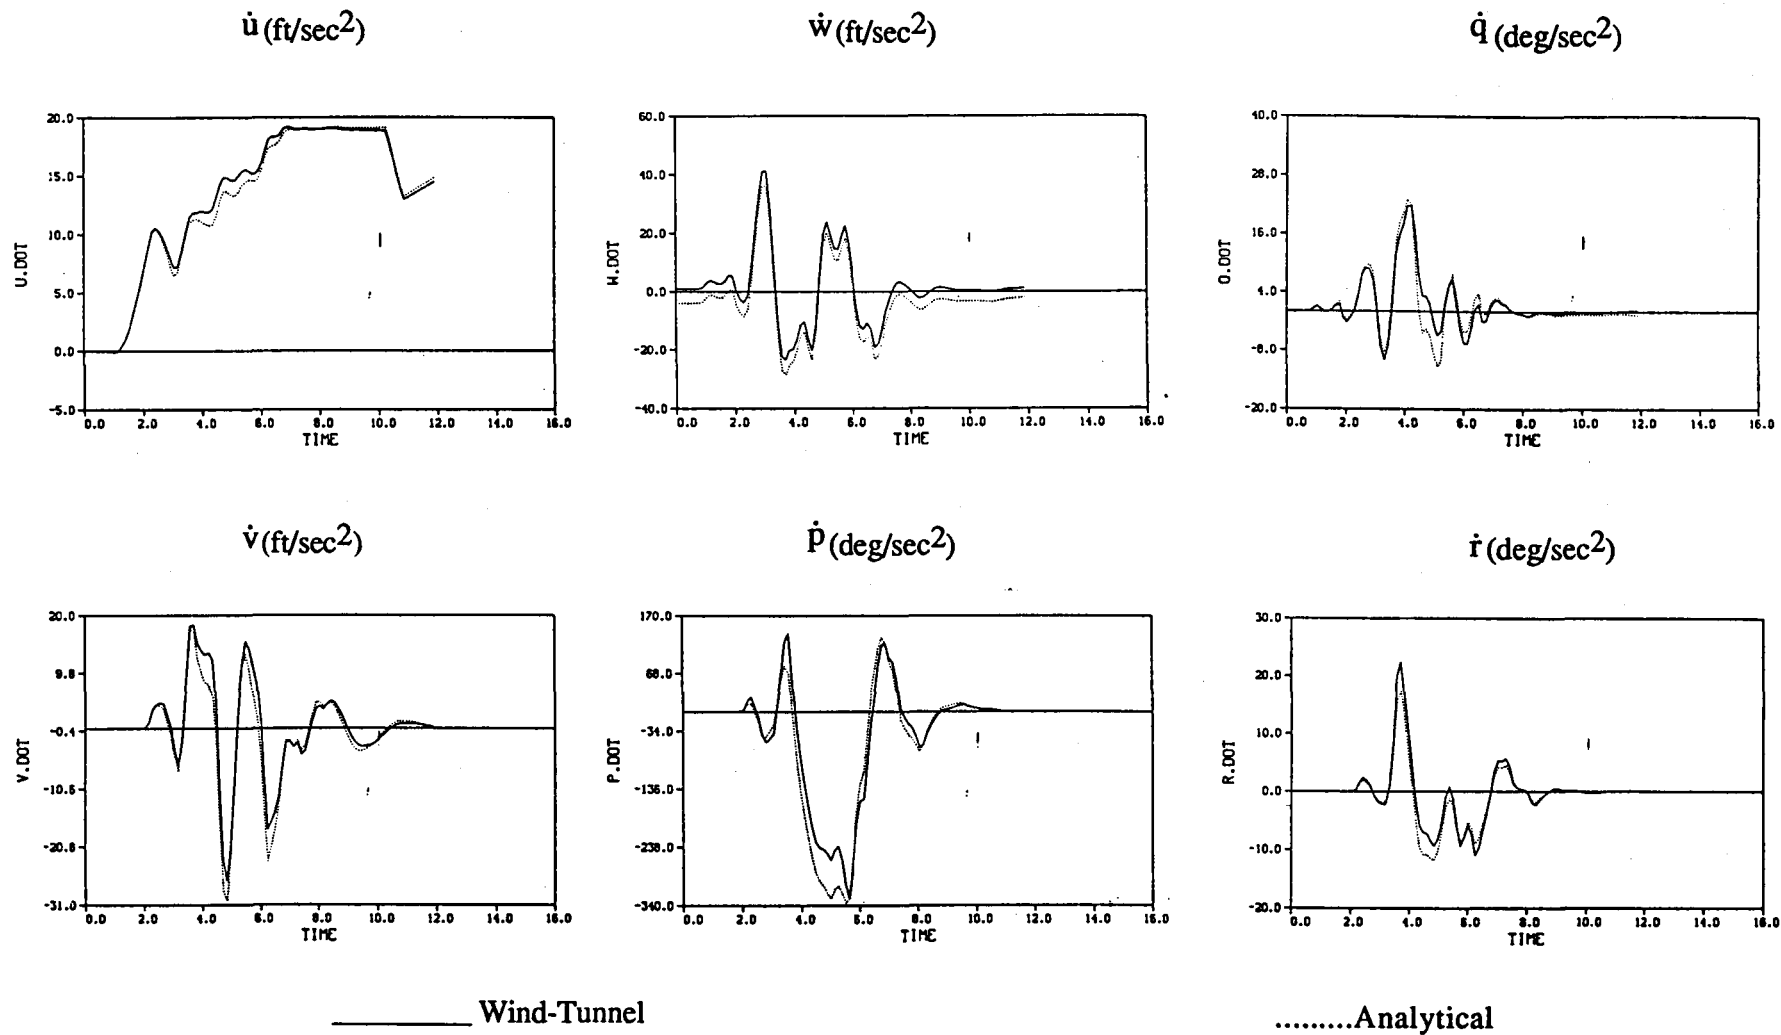 u̇ (ft/sec2)
ẇ (ft/sec2)
q̇ (deg/sec2)
20.0
15.0
10.0
5.0
0.0
-5.0
U.DOT
0.0 2.0 4.0 6.0 8.0 10.0 12.0 14.0 16.0
TIME
60.0
40.0
20.0
0.0
-20.0
-40.0
W.DOT
0.0 2.0 4.0 6.0 8.0 10.0 12.0 14.0 16.0
TIME
40.0
28.0
16.0
4.0
-8.0
-20.0
Q.DOT
0.0 2.0 4.0 6.0 8.0 10.0 12.0 14.0 16.0
TIME
v̇ (ft/sec2)
ṗ (deg/sec2)
ṙ (deg/sec2)
20.0
9.8
-0.4
-10.6
-20.8
-31.0
V.DOT
0.0 2.0 4.0 6.0 8.0 10.0 12.0 14.0 16.0
TIME
170.0
68.0
-34.0
-136.0
-238.0
-340.0
P.DOT
0.0 2.0 4.0 6.0 8.0 10.0 12.0 14.0 16.0
TIME
30.0
20.0
10.0
0.0
-10.0
-20.0
R.DOT
0.0 2.0 4.0 6.0 8.0 10.0 12.0 14.0 16.0
TIME
Wind-Tunnel
.........Analytical